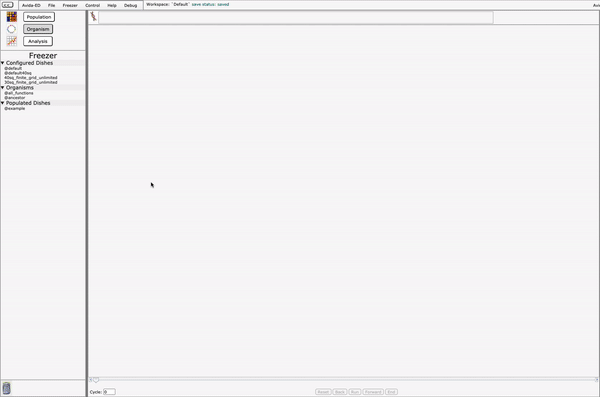 Avida-ED File Freezer Control Help Debug Workspace: `Default` save status: saved
Population
Organism
Analysis
Freezer
Configured Dishes
@default
@default40sq
40sq_finite_grid_unlimited
30sq_finite_grid_unlimited
Organisms
@all_functions
@ancestor
Populated Dishes
@example
Cycle: 0
Reset Back Run Forward End